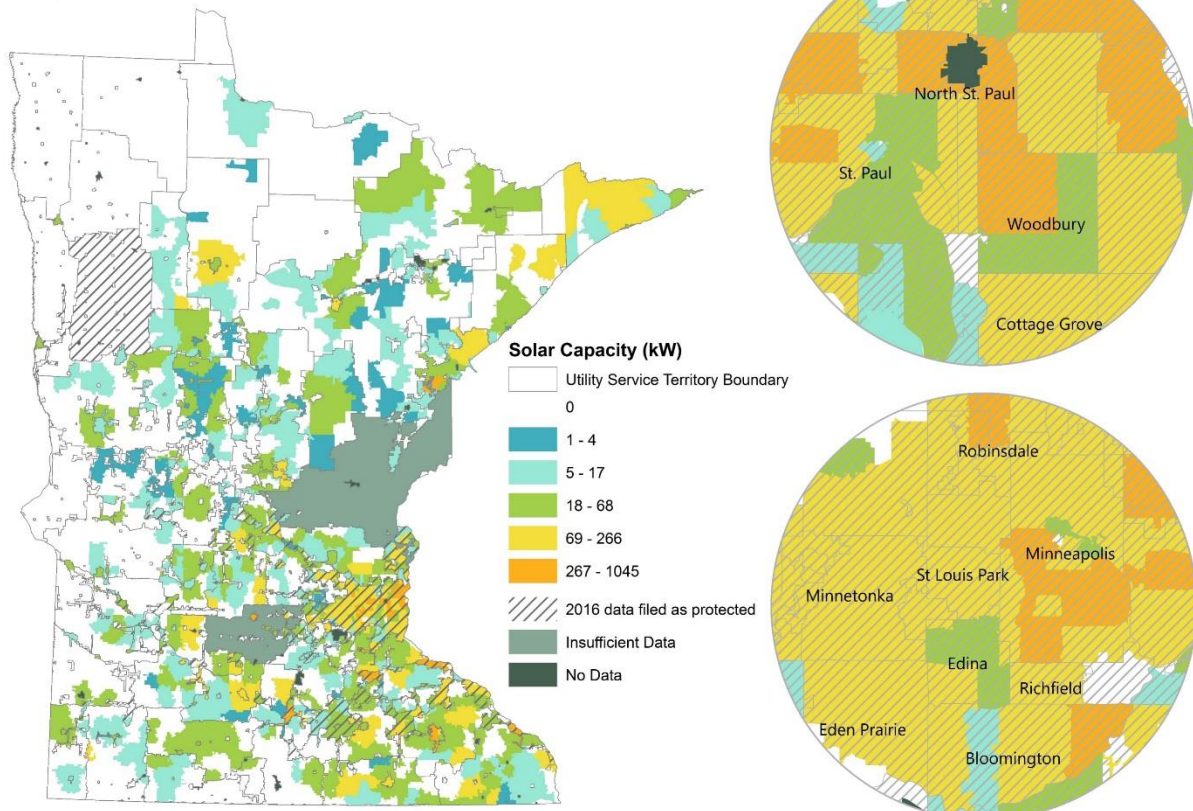 Solar Capacity (kW)
Utility Service Territory Boundary
0
1 - 4
5 - 17
18 - 68
69 - 266
267 - 1045
2016 data filed as protected
Insufficient Data
No Data
North St. Paul
St. Paul
Woodbury
Cottage Grove
Robinsdale
Minneapolis
St Louis Park
Minnetonka
Edina
Richfield
Eden Prairie
Bloomington